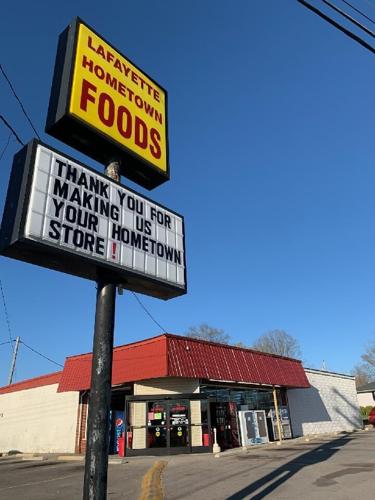 LAFAYETTE
HOMETOWN
FOODS
THANK YOU FOR
MAKING US
YOUR HOMETOWN
STORE!